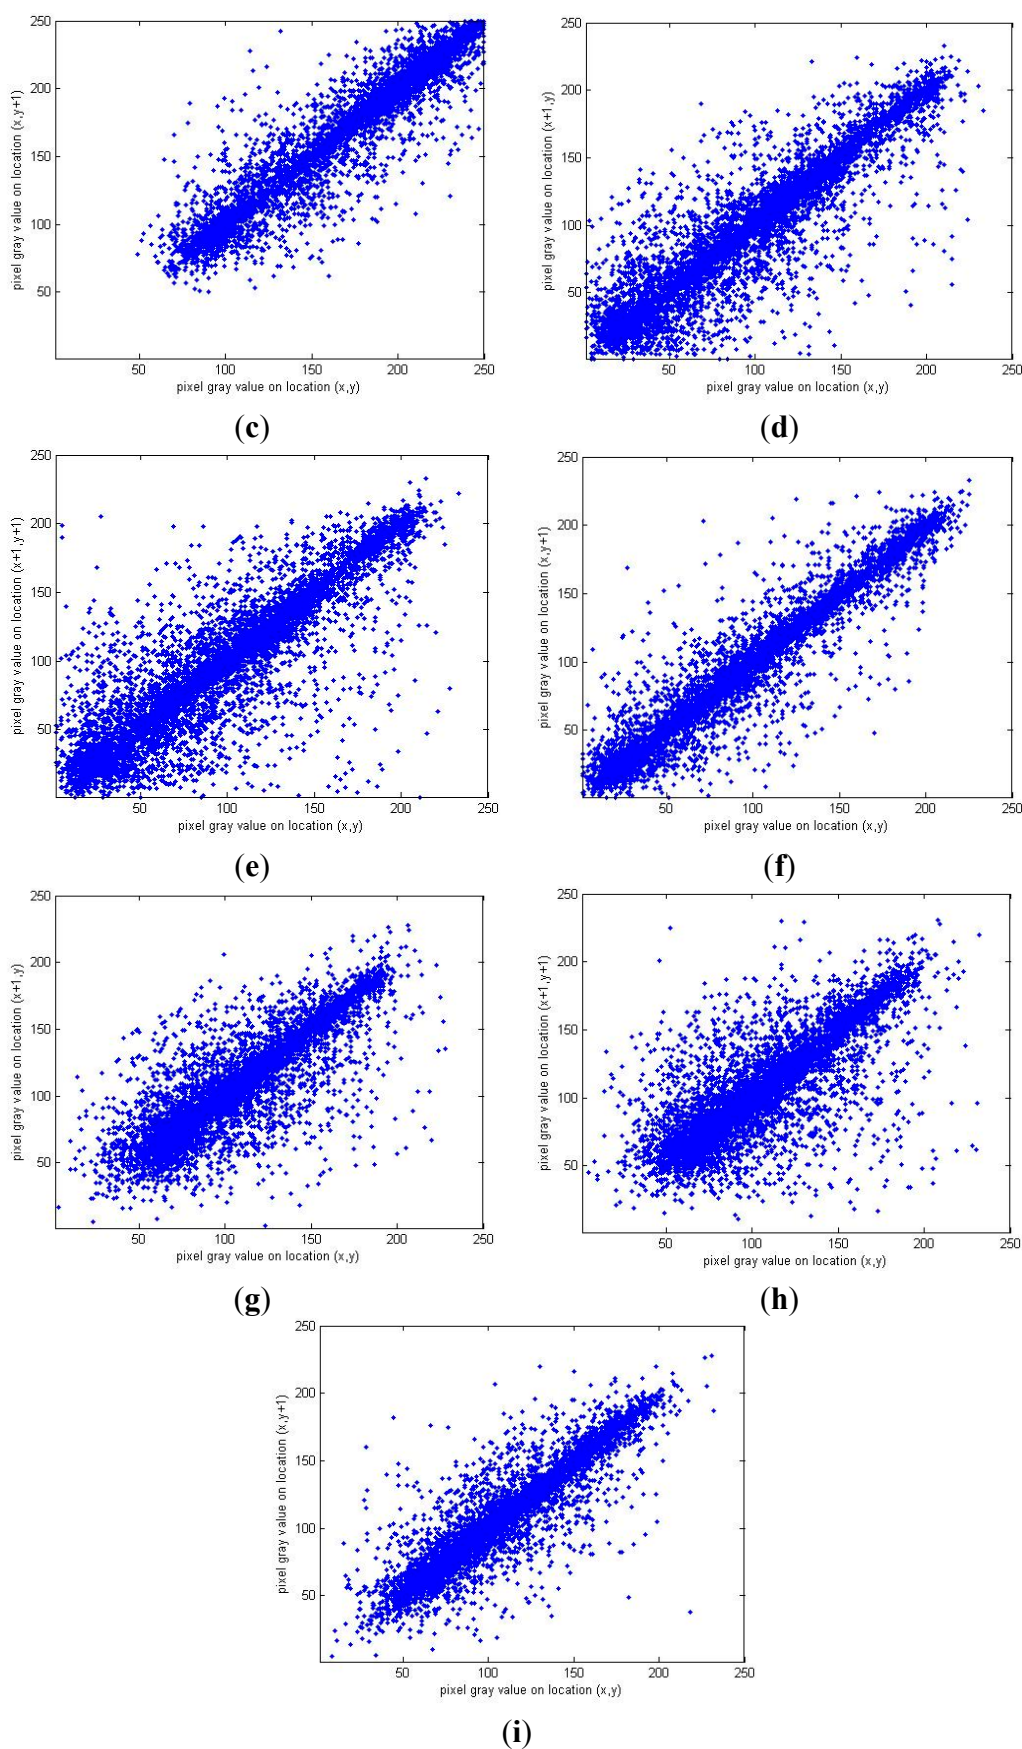 250
200
150
100
50
pixel gray value on location (x,y+1)
50 100 150 200 250
pixel gray value on location (x,y)
(c)
250
200
150
100
50
pixel gray value on location (x+1,y)
50 100 150 200 250
pixel gray value on location (x,y)
(d)
250
200
150
100
50
pixel gray value on location (x+1,y+1)
50 100 150 200 250
pixel gray value on location (x,y)
(e)
250
200
150
100
50
pixel gray value on location (x,y+1)
50 100 150 200 250
pixel gray value on location (x,y)
(f)
250
200
150
100
50
pixel gray value on location (x+1,y)
50 100 150 200 250
pixel gray value on location (x,y)
(g)
250
200
150
100
50
pixel gray value on location (x+1,y+1)
50 100 150 200 250
pixel gray value on location (x,y)
(h)
250
200
150
100
50
pixel gray value on location (x,y+1)
50 100 150 200 250
pixel gray value on location (x,y)
(i)